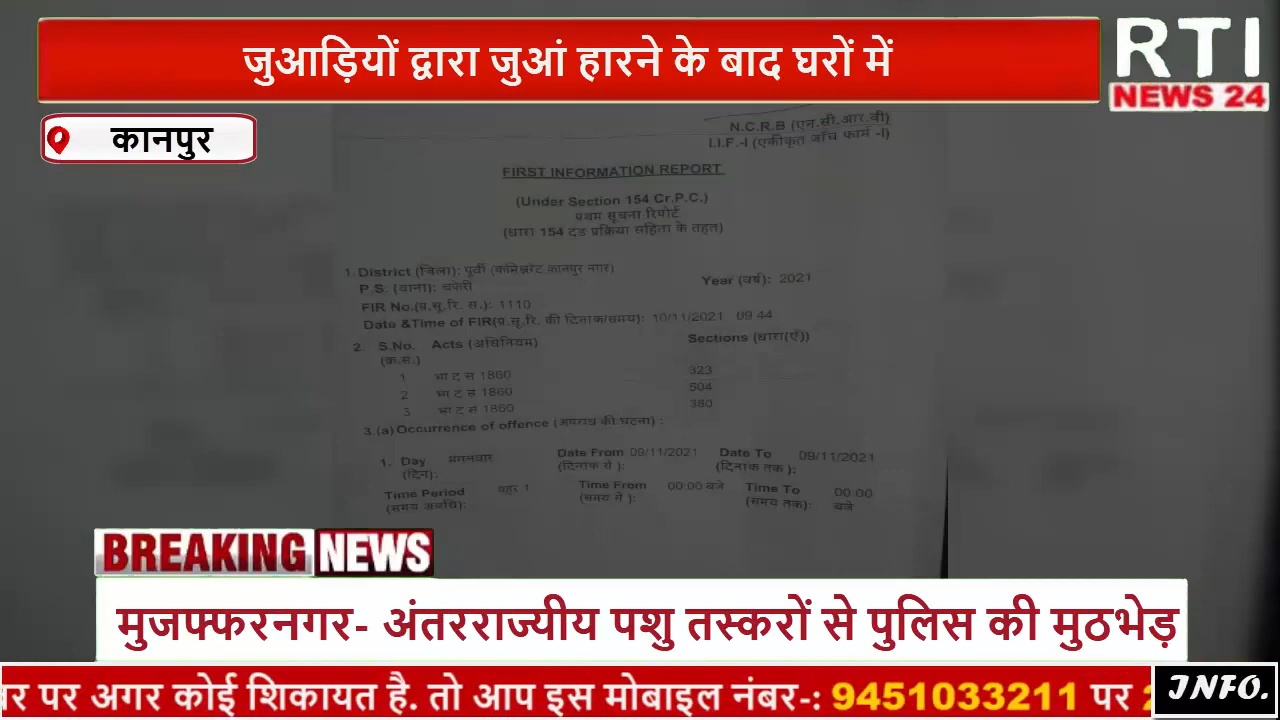 जुआड़ियों द्वारा जुआं हारने के बाद घरों में
RTI
NEWS 24
कानपुर
N.C.R.B (एन.सी.आर.वी)
I.I.F.-I (एकीकृत जाँच फार्म -I)
FIRST INFORMATION REPORT
(Under Section 154 Cr.P.C.)
प्रथम सूचना रिपोर्ट
(धारा 154 दंड प्रक्रिया संहिता के तहत)
1. District (जिला): पूर्वी (कमिश्नरेट कानपुर नगर)
P.S. (थाना): चकेरी
Year (वर्ष): 2021
FIR No.(प्र.सू.रि. सं.): 1110
Date &Time of FIR(प्र.सू.रि. की दिनांक/समय): 10/11/2021 09:44
2. S.No. Acts (अधिनियम) Sections (धारा(एँ))
(क्र.सं.)
1 भा द स 1860 323
2 भा द स 1860 504
3 भा द स 1860 380
3.(a) Occurrence of offence (अपराध की घटना) :
1. Day मंगलवार Date From 09/11/2021 Date To 09/11/2021
(दिन): (दिनांक से ): (दिनांक तक ):
Time Period पहर 1 Time From 00:00 बजे Time To 00:00
(समय अवधि): (समय से ): (समय तक): बजे
BREAKING NEWS
मुजफ्फरनगर- अंतरराज्यीय पशु तस्करों से पुलिस की मुठभेड़
पर अगर कोई शिकायत है. तो आप इस मोबाइल नंबर-: 9451033211 पर
INFO.